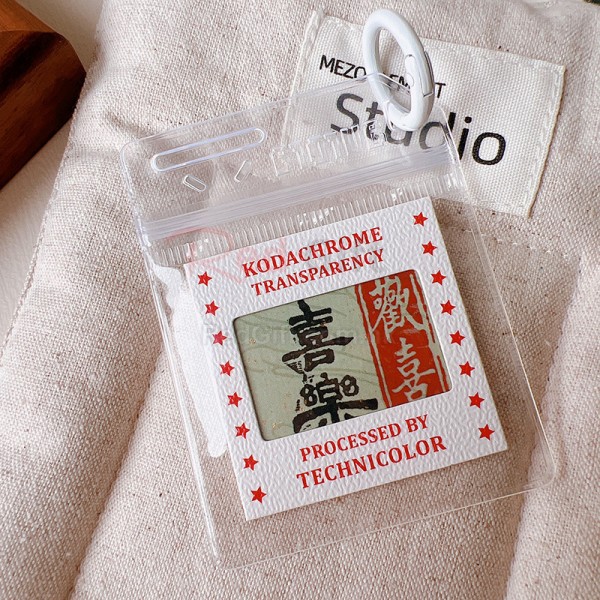 Studio
KODACHROME
TRANSPARENCY
喜樂
歡喜
PROCESSED BY
TECHNICOLOR